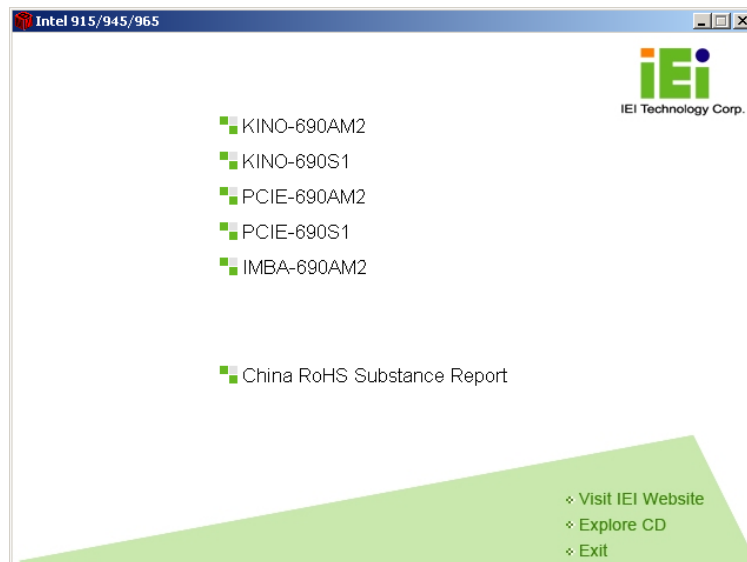 Intel 915/945/965
iEi
IEI Technology Corp.
KINO-690AM2
KINO-690S1
PCIE-690AM2
PCIE-690S1
IMBA-690AM2
China RoHS Substance Report
Visit IEI Website
Explore CD
Exit